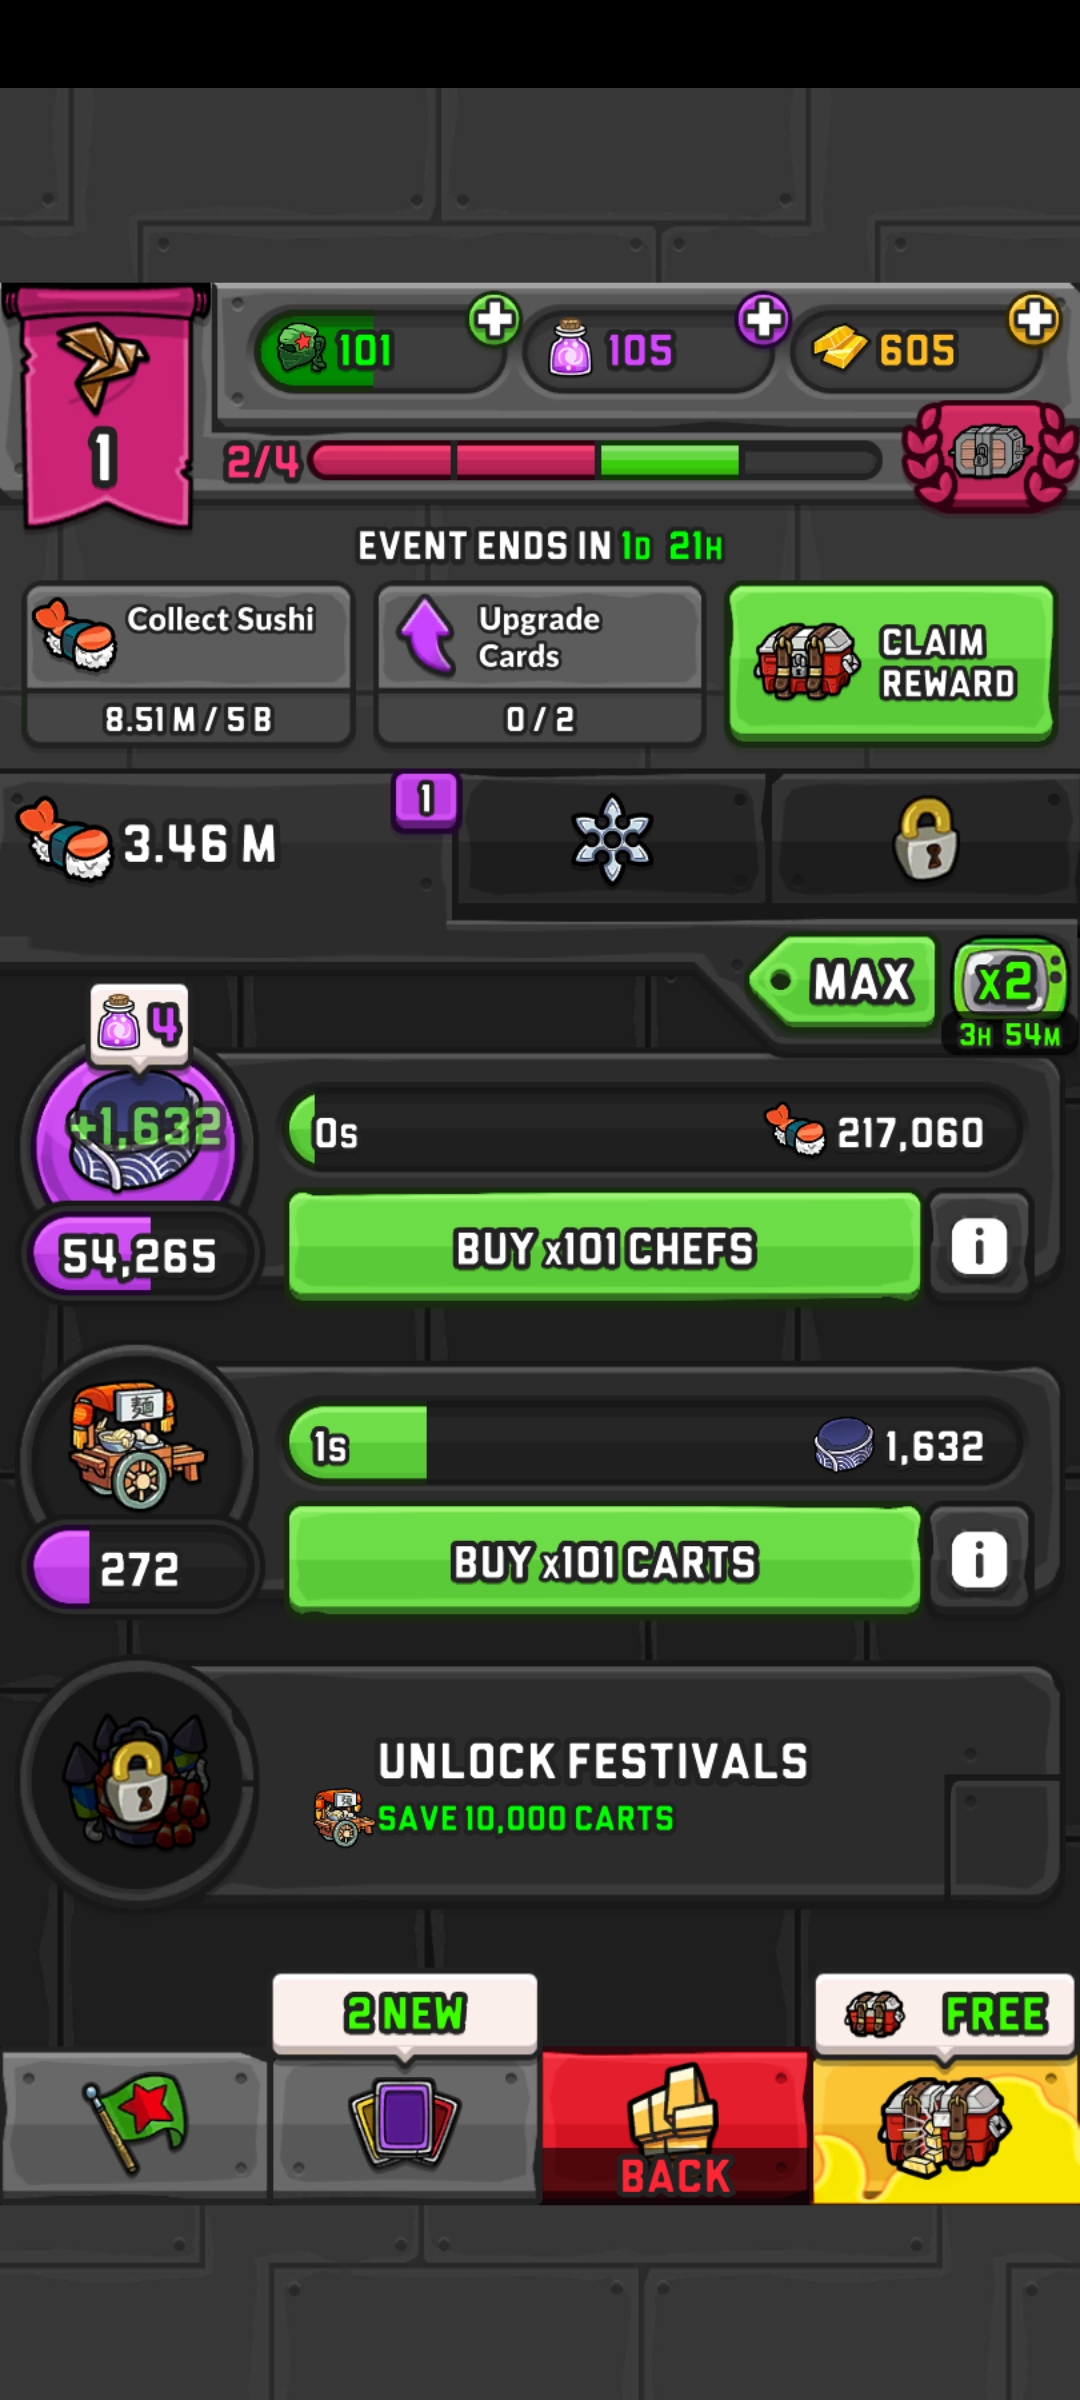 101
105
605
1
2/4
EVENT ENDS IN 1D 21H
Collect Sushi
8.51 M / 5 B
Upgrade
Cards
0 / 2
CLAIM
REWARD
3.46 M
1
MAX
x2
3H 54M
4
+1,632
0s
217,060
54,265
BUY x101 CHEFS
i
麺
1s
1,632
272
BUY x101 CARTS
i
UNLOCK FESTIVALS
SAVE 10,000 CARTS
2 NEW
FREE
BACK